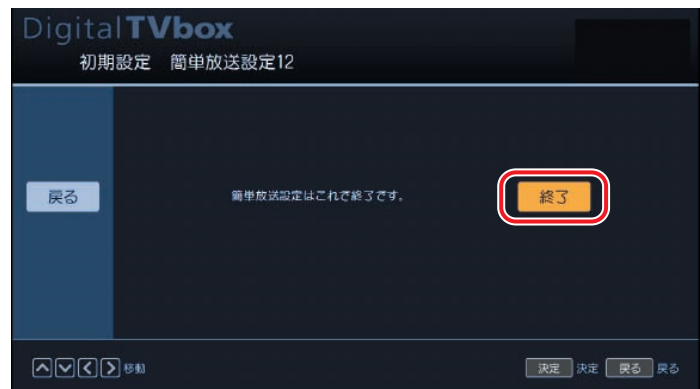 DigitalTVbox
初期設定 簡単放送設定12
戻る
簡単放送設定はこれで終了です。
終了
移動
決定 決定 戻る 戻る